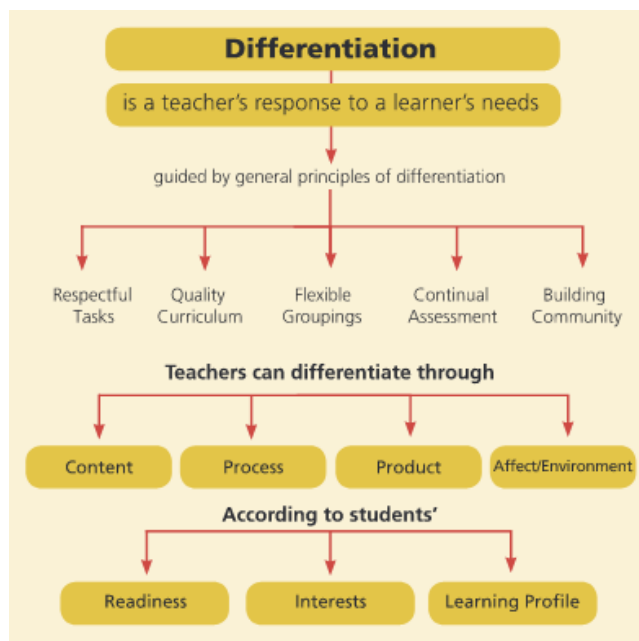 Differentiation
is a teacher's response to a learner's needs
guided by general principles of differentiation
Respectful
Tasks
Quality
Curriculum
Flexible
Groupings
Continual
Assessment
Building
Community
Teachers can differentiate through
Content
Process
Product
Affect/Environment
According to students'
Readiness
Interests
Learning Profile